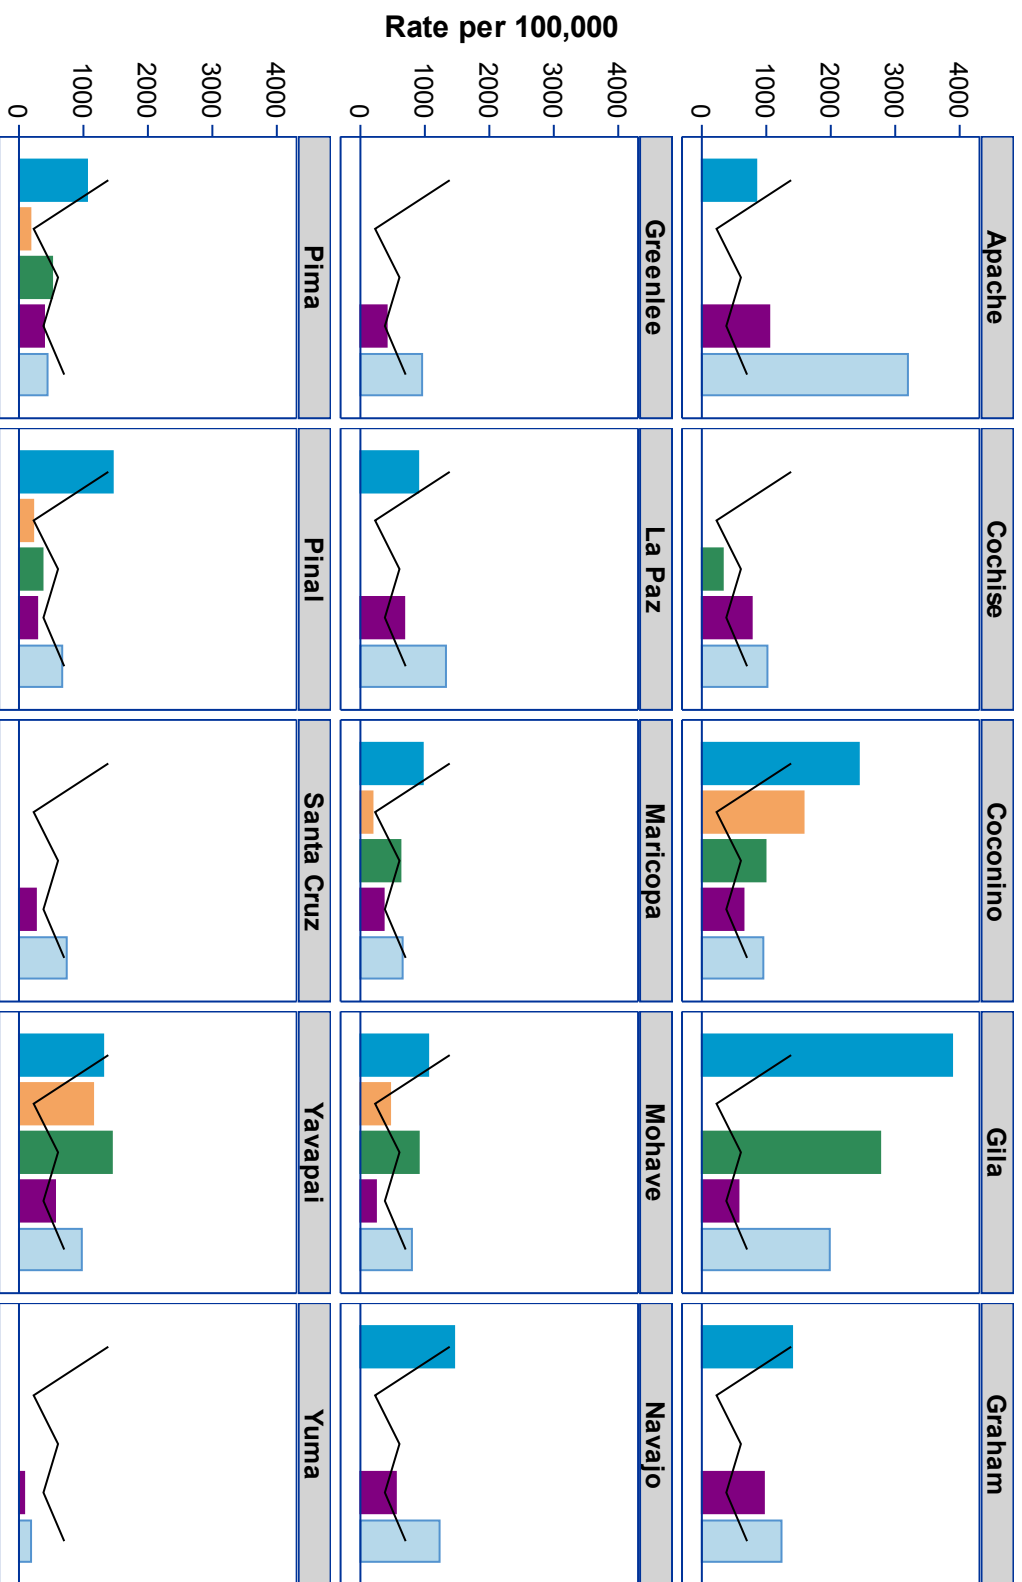 Rate per 100,000
Apache
Cochise
Coconino
Gila
Graham
0
1000
2000
3000
4000
Greenlee
La Paz
Maricopa
Mohave
Navajo
0
1000
2000
3000
4000
Pima
Pinal
Santa Cruz
Yavapai
Yuma
0
1000
2000
3000
4000